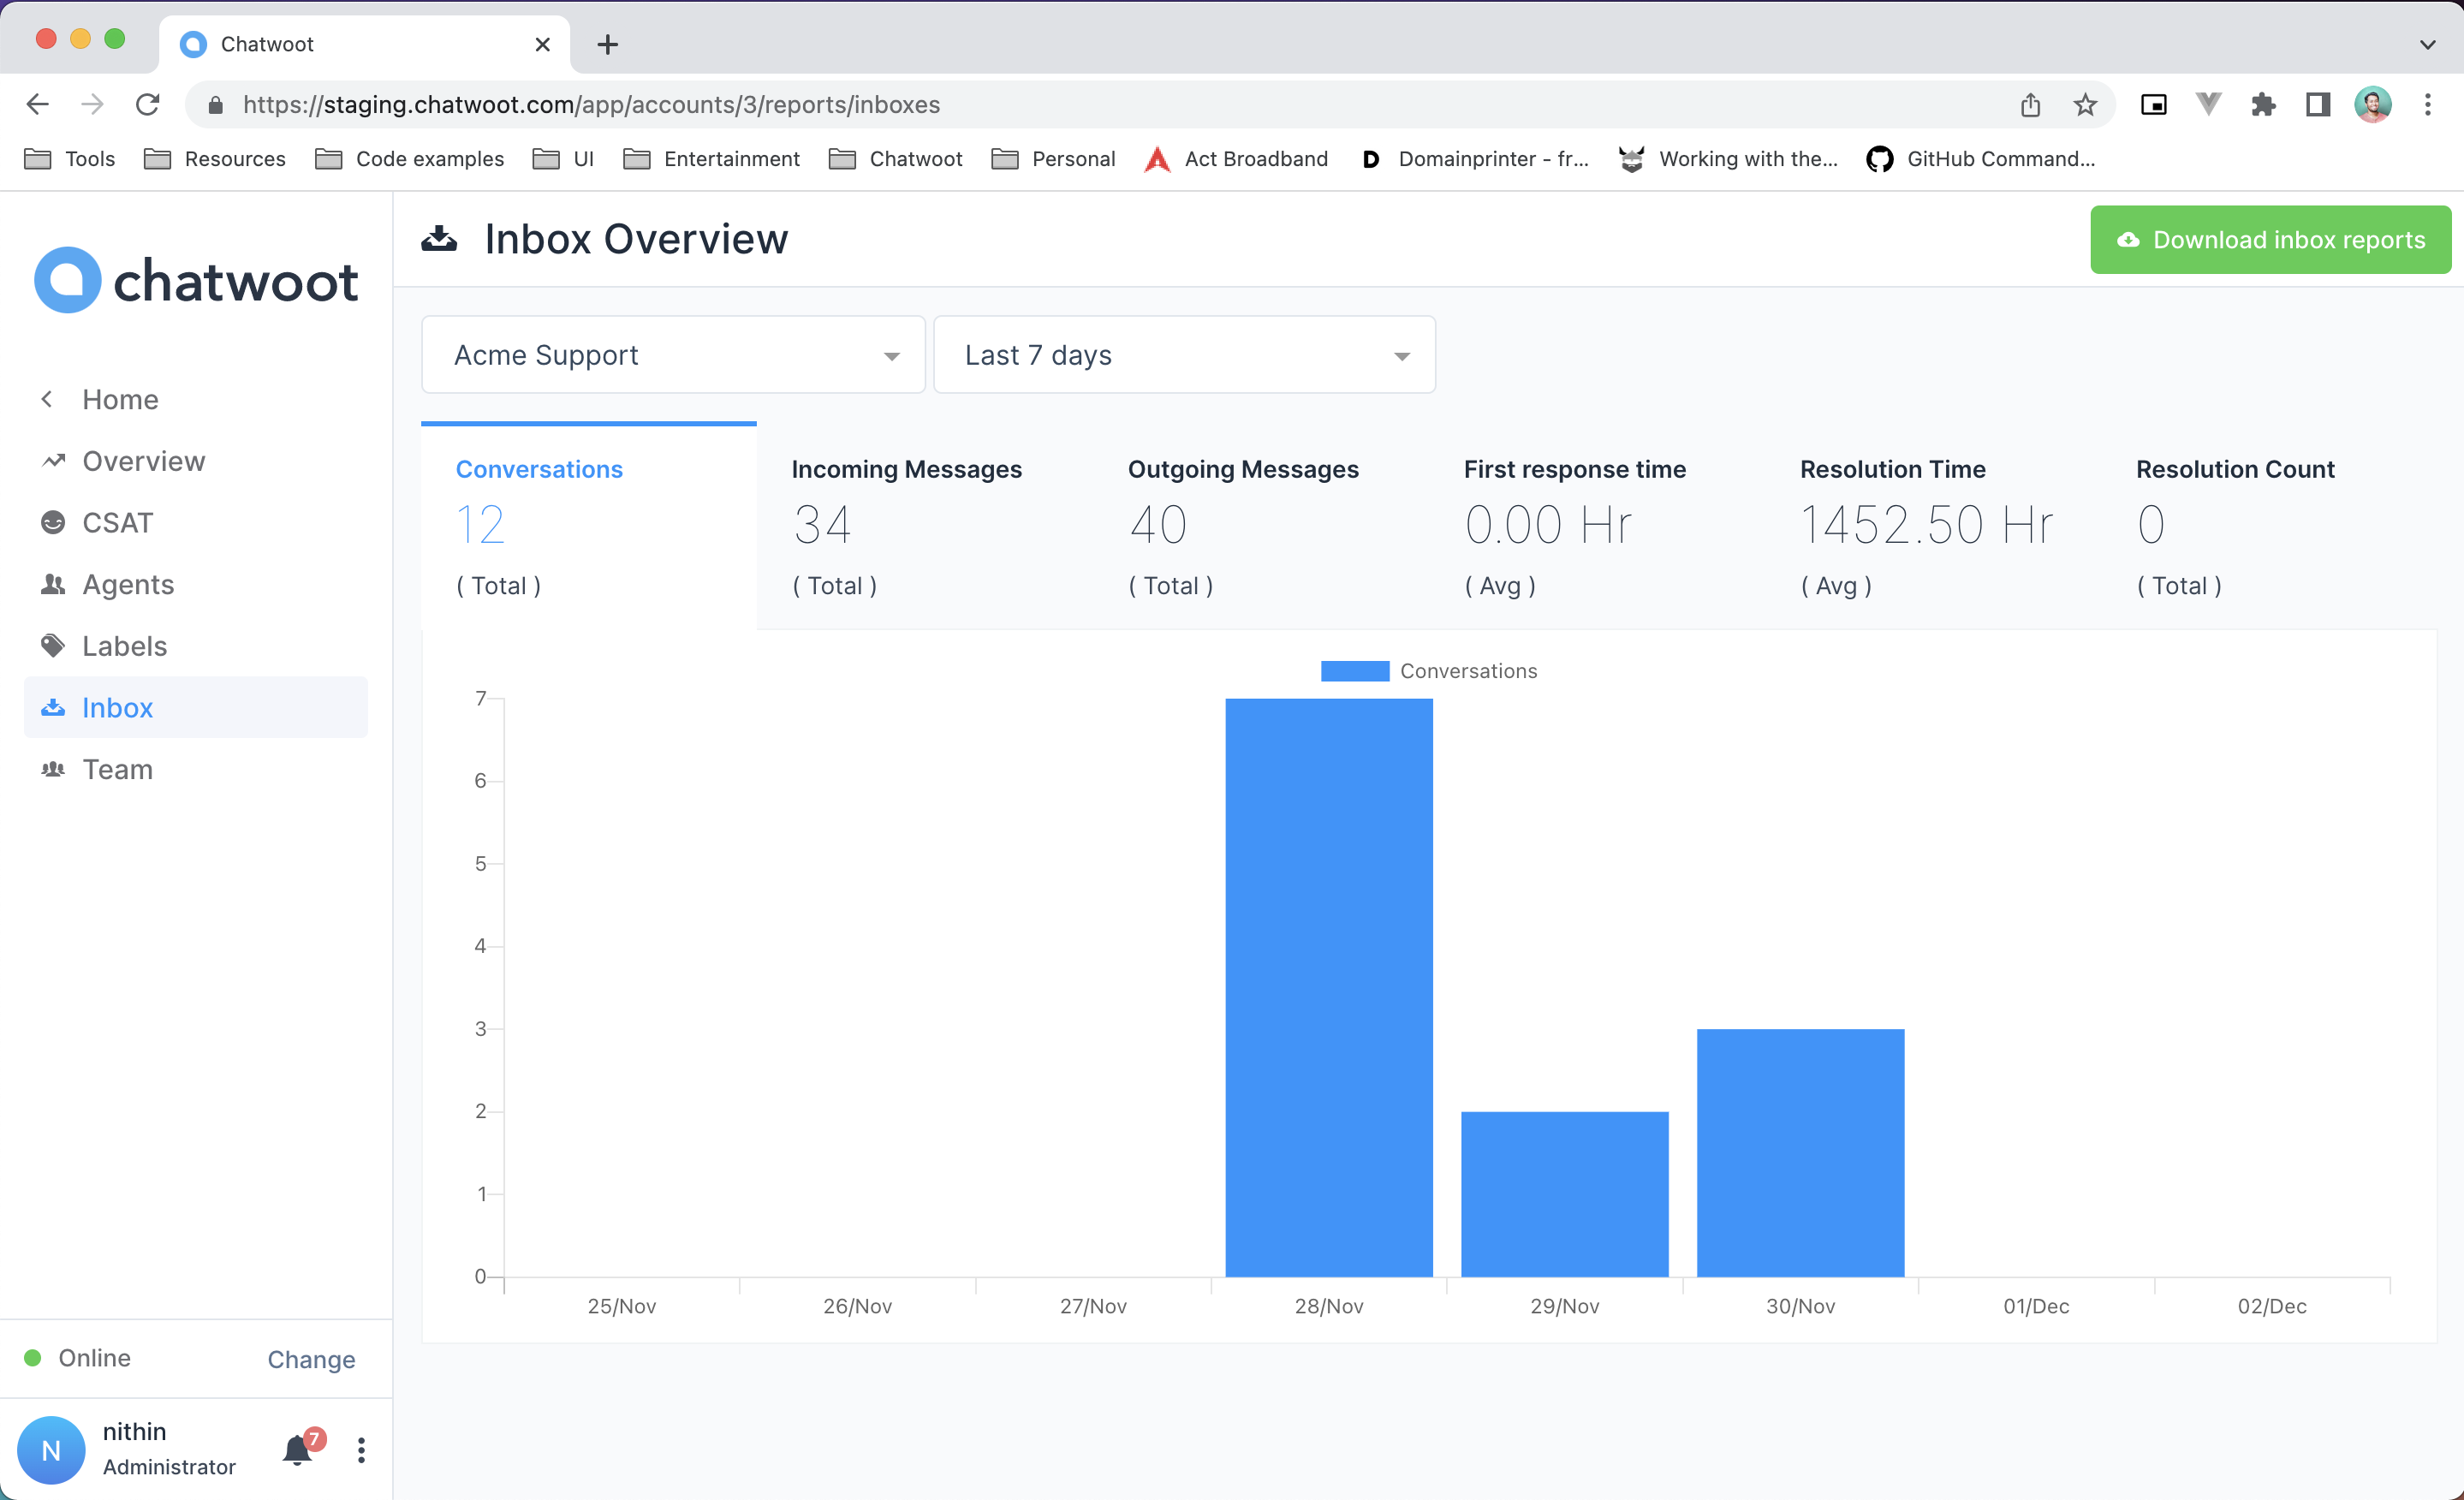 Chatwoot
https://staging.chatwoot.com/app/accounts/3/reports/inboxes
Tools Resources Code examples UI Entertainment Chatwoot Personal Act Broadband D Domainprinter - fr... Working with the... GitHub Command...
chatwoot
Home
Overview
CSAT
Agents
Labels
Inbox
Team
Online Change
N
nithin
Administrator
7
Inbox Overview
Download inbox reports
Acme Support
Last 7 days
Conversations
12
( Total )
Incoming Messages
34
( Total )
Outgoing Messages
40
( Total )
First response time
0.00 Hr
( Avg )
Resolution Time
1452.50 Hr
( Avg )
Resolution Count
0
( Total )
Conversations
7
6
5
4
3
2
1
0
25/Nov 26/Nov 27/Nov 28/Nov 29/Nov 30/Nov 01/Dec 02/Dec